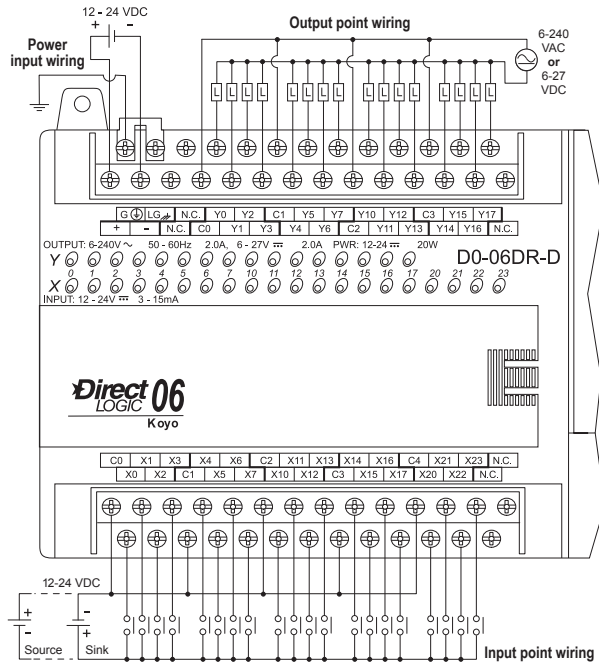 12 - 24 VDC
+ -
Power
input wiring
Output point wiring
6-240
VAC
or
6-27
VDC
L L L L L L L L L L L L L L L L
G LG N.C. Y0 Y2 C1 Y5 Y7 Y10 Y12 C3 Y15 Y17
+ - N.C. C0 Y1 Y3 Y4 Y6 C2 Y11 Y13 Y14 Y16 N.C.
OUTPUT: 6-240V 50 - 60Hz 2.0A, 6 - 27V 2.0A PWR: 12-24 20W
D0-06DR-D
Y
0 1 2 3 4 5 6 7 10 11 12 13 14 15 16 17 20 21 22 23
X
INPUT: 12 - 24V 3 - 15mA
Direct
LOGIC 06
Koyo
C0 X1 X3 X4 X6 C2 X11 X13 X14 X16 C4 X21 X23 N.C.
X0 X2 C1 X5 X7 X10 X12 C3 X15 X17 X20 X22 N.C.
12-24 VDC
+ -
- +
Source Sink
Input point wiring